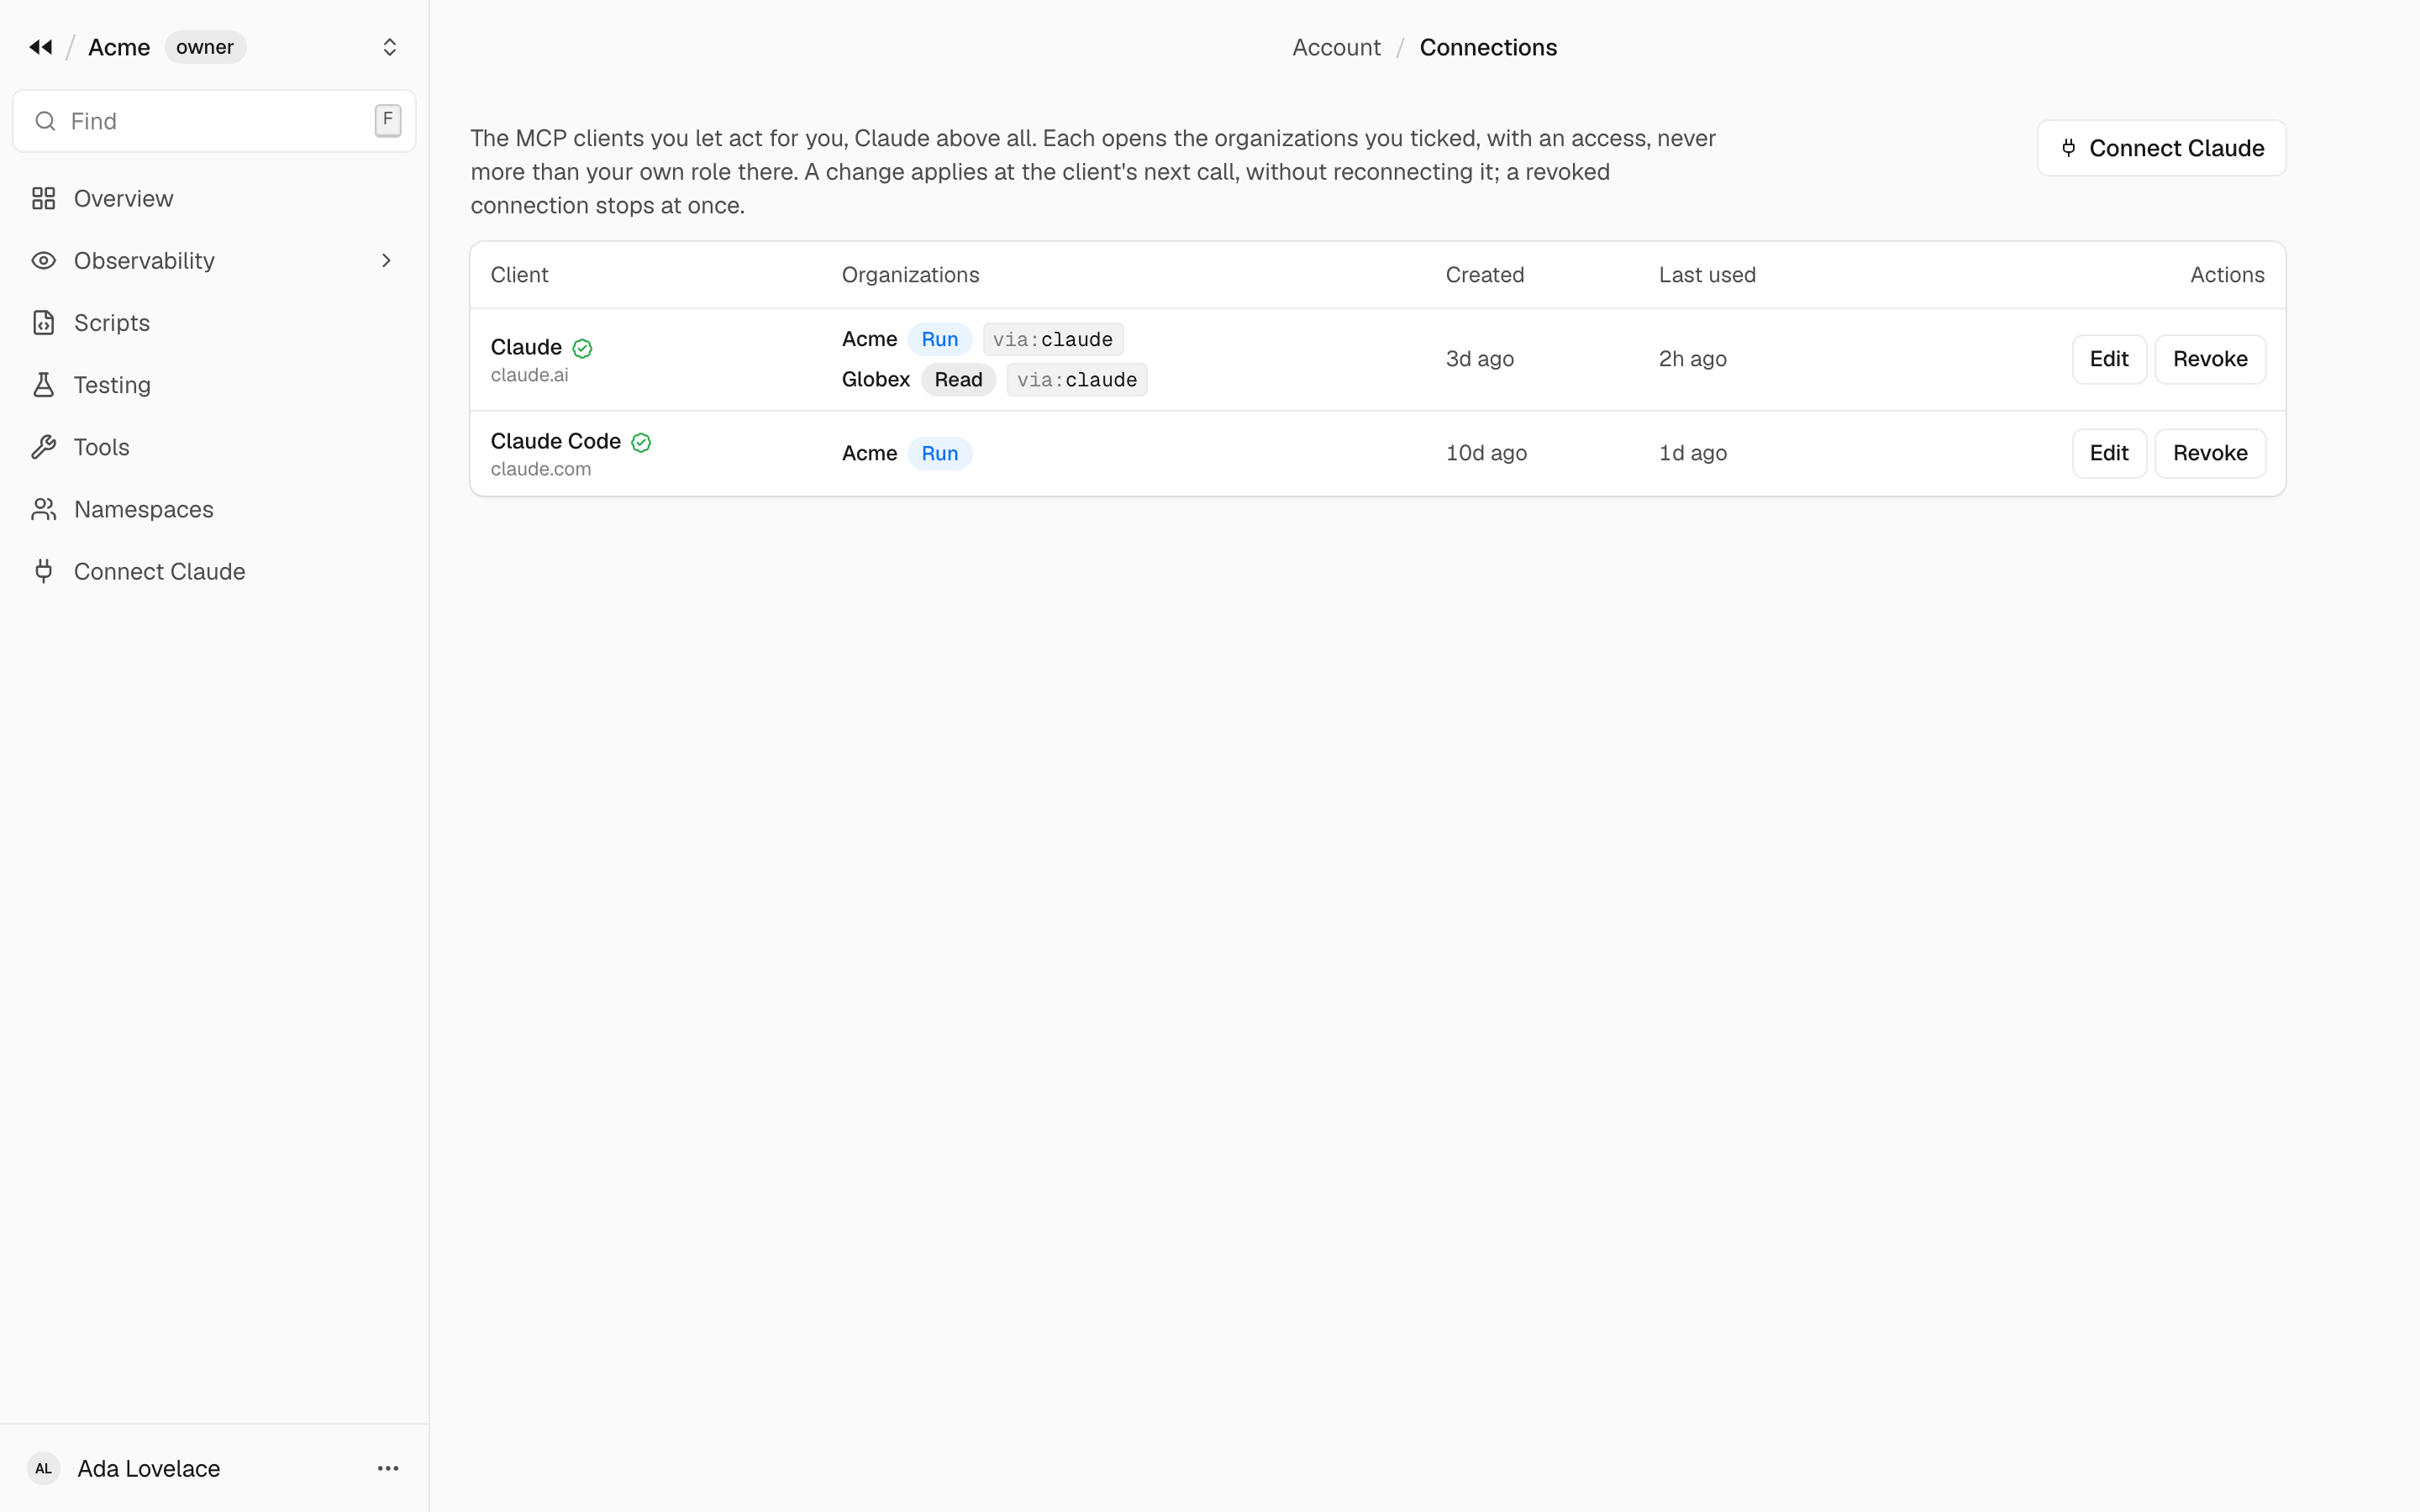 Acme owner
Find F
Overview
Observability
Scripts
Testing
Tools
Namespaces
Connect Claude
AL Ada Lovelace
Account / Connections
The MCP clients you let act for you, Claude above all. Each opens the organizations you ticked, with an access, never
more than your own role there. A change applies at the client's next call, without reconnecting it; a revoked
connection stops at once.
Connect Claude
Client Organizations Created Last used Actions
Claude
claude.ai
Acme Run via:claude
Globex Read via:claude
3d ago 2h ago Edit Revoke
Claude Code
claude.com
Acme Run 10d ago 1d ago Edit Revoke